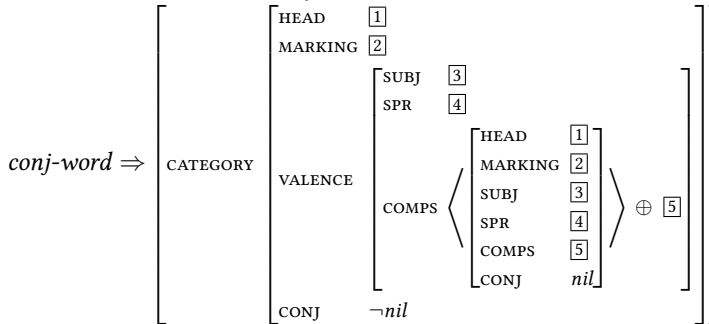 HEAD 1
MARKING 2
SUBJ 3
SPR 4
HEAD 1
MARKING 2
conj-word ⇒ CATEGORY VALENCE COMPS SUBJ 3 ⊕ 5
SPR 4
COMPS 5
CONJ nil
CONJ ¬nil